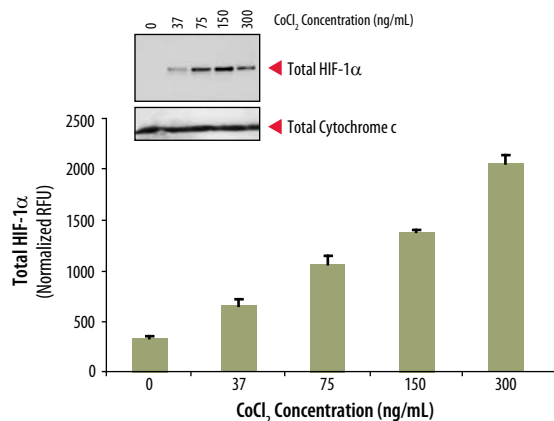 0 37 75 150 300 CoCl₂ Concentration (ng/mL)
Total HIF-1α
Total Cytochrome c
2500
2000
1500
1000
500
0
Total HIF-1α
(Normalized RFU)
0 37 75 150 300
CoCl₂ Concentration (ng/mL)